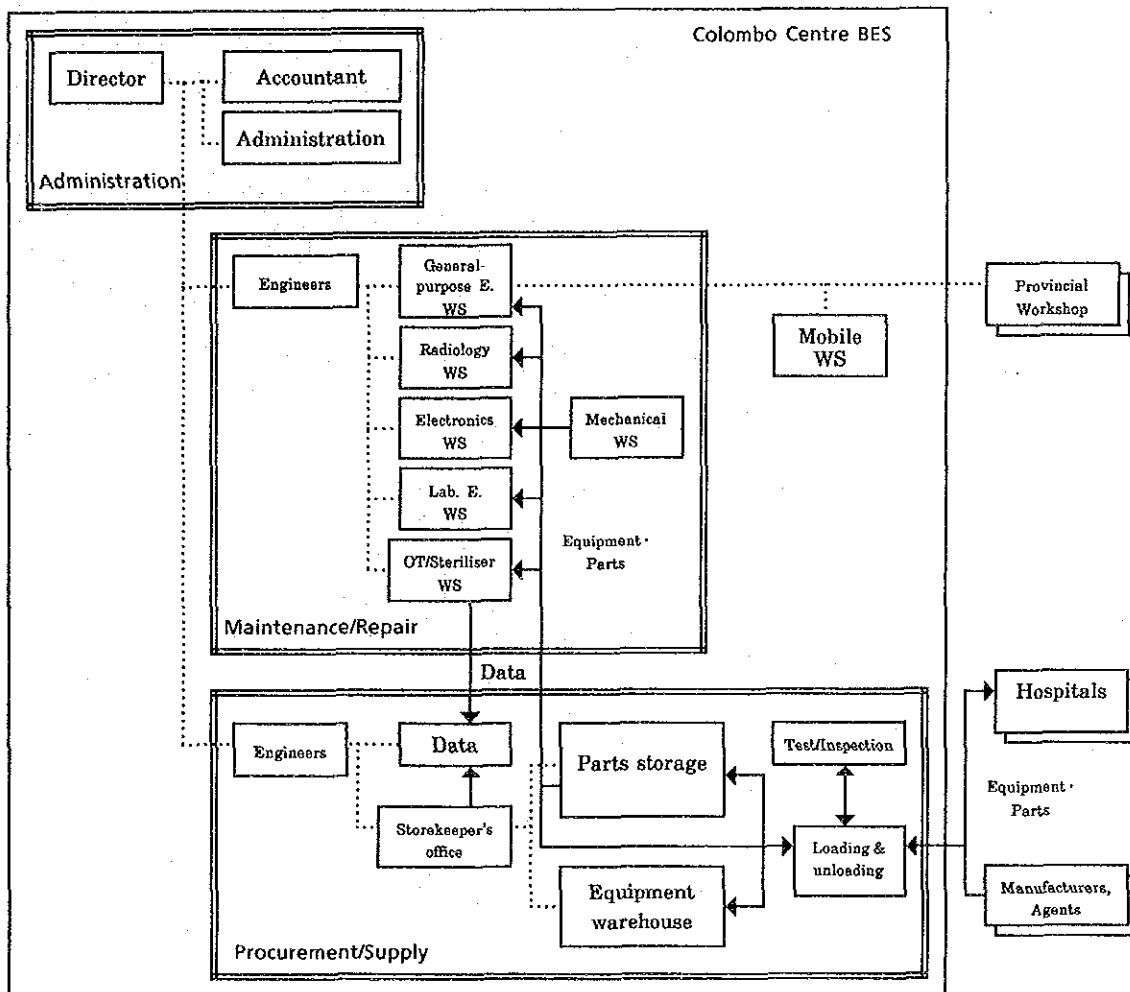 Colombo Centre BES
Director
Accountant
Administration
Administration
Engineers
General-
purpose E.
WS
Radiology
WS
Electronics
WS
Lab. E.
WS
OT/Steriliser
WS
Mechanical
WS
Equipment·
Parts
Maintenance/Repair
Mobile
WS
Provincial
Workshop
Data
Engineers
Data
Storekeeper's
office
Parts storage
Equipment
warehouse
Test/Inspection
Loading &
unloading
Procurement/Supply
Hospitals
Equipment·
Parts
Manufacturers,
Agents